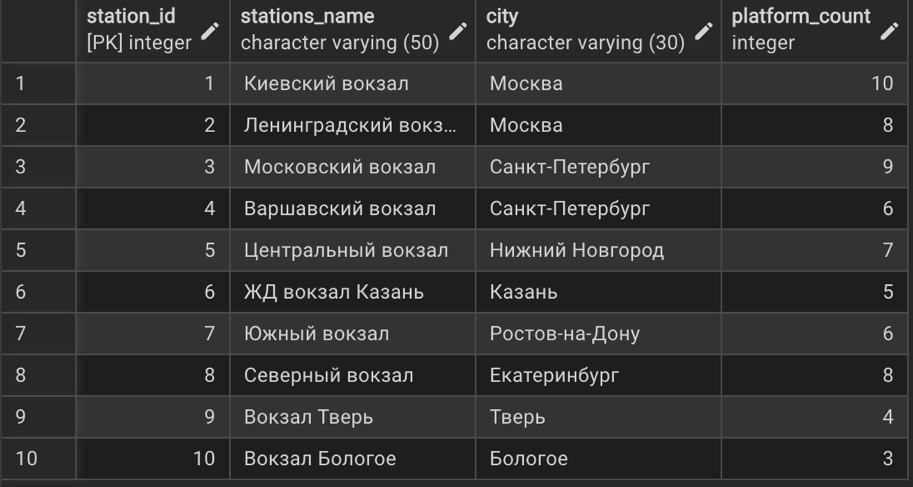 station_id stations_name city platform_count
[PK] integer character varying (50) character varying (30) integer
1 1 Киевский вокзал Москва 10
2 2 Ленинградский вокз... Москва 8
3 3 Московский вокзал Санкт-Петербург 9
4 4 Варшавский вокзал Санкт-Петербург 6
5 5 Центральный вокзал Нижний Новгород 7
6 6 ЖД вокзал Казань Казань 5
7 7 Южный вокзал Ростов-на-Дону 6
8 8 Северный вокзал Екатеринбург 8
9 9 Вокзал Тверь Тверь 4
10 10 Вокзал Бологое Бологое 3